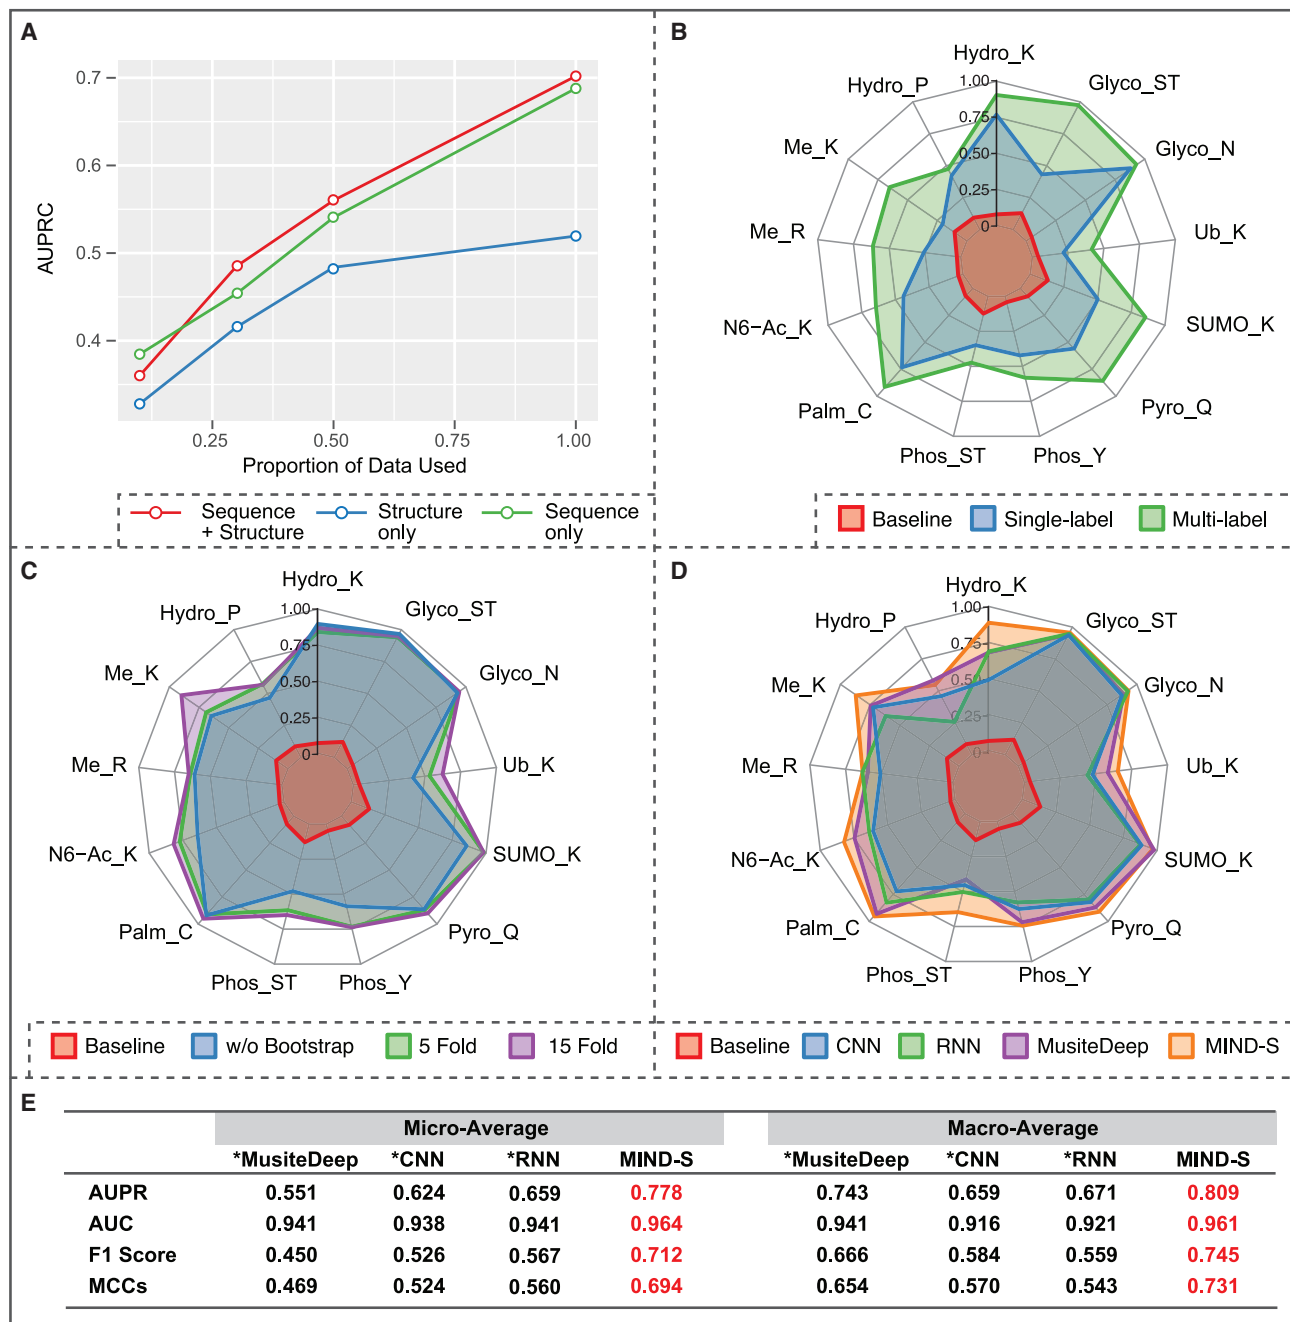 A
AUPRC
0.7
0.6
0.5
0.4
0.25
0.50
0.75
1.00
Proportion of Data Used
Sequence + Structure
Structure only
Sequence only
B
Hydro_K
Glyco_ST
Glyco_N
Ub_K
SUMO_K
Pyro_Q
Phos_Y
Phos_ST
Palm_C
N6-Ac_K
Me_R
Me_K
Hydro_P
1.00
0.75
0.50
0.25
0
Baseline
Single-label
Multi-label
C
Hydro_K
Glyco_ST
Glyco_N
Ub_K
SUMO_K
Pyro_Q
Phos_Y
Phos_ST
Palm_C
N6-Ac_K
Me_R
Me_K
Hydro_P
1.00
0.75
0.50
0.25
0
Baseline
w/o Bootstrap
5 Fold
15 Fold
D
Hydro_K
Glyco_ST
Glyco_N
Ub_K
SUMO_K
Pyro_Q
Phos_Y
Phos_ST
Palm_C
N6-Ac_K
Me_R
Me_K
Hydro_P
1.00
0.75
0.50
0.25
0
Baseline
CNN
RNN
MusiteDeep
MIND-S
E
Micro-Average Macro-Average
*MusiteDeep *CNN *RNN MIND-S *MusiteDeep *CNN *RNN MIND-S
AUPR 0.551 0.624 0.659 0.778 0.743 0.659 0.671 0.809
AUC 0.941 0.938 0.941 0.964 0.941 0.916 0.921 0.961
F1 Score 0.450 0.526 0.567 0.712 0.666 0.584 0.559 0.745
MCCs 0.469 0.524 0.560 0.694 0.654 0.570 0.543 0.731